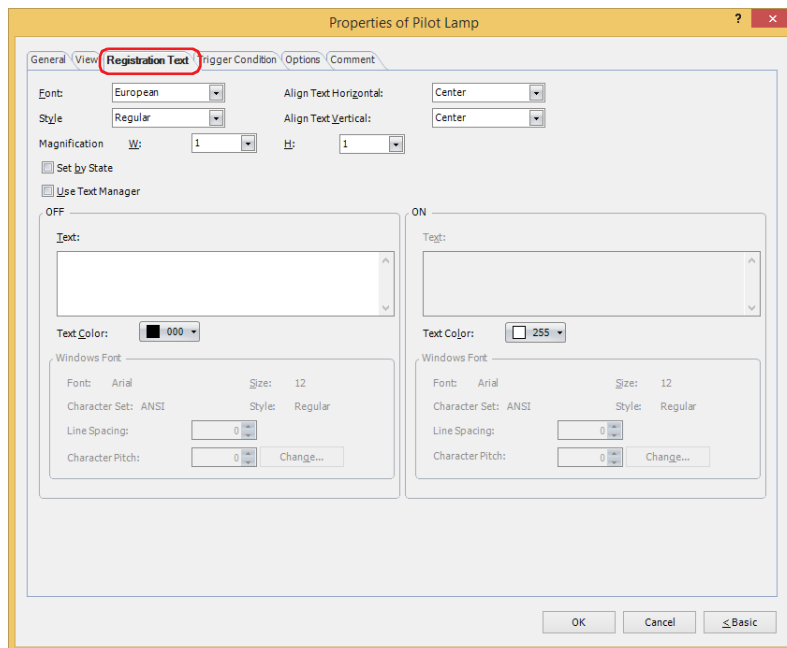 Properties of Pilot Lamp ? ×
General View Registration Text Trigger Condition Options Comment
Font: European Align Text Horizontal: Center
Style Regular Align Text Vertical: Center
Magnification W: 1 H: 1
Set by State
Use Text Manager
OFF
Text:
Text Color: 000
Windows Font
Font: Arial Size: 12
Character Set: ANSI Style: Regular
Line Spacing: 0
Character Pitch: 0 Change...
ON
Text:
Text Color: 255
Windows Font
Font: Arial Size: 12
Character Set: ANSI Style: Regular
Line Spacing: 0
Character Pitch: 0 Change...
OK Cancel < Basic